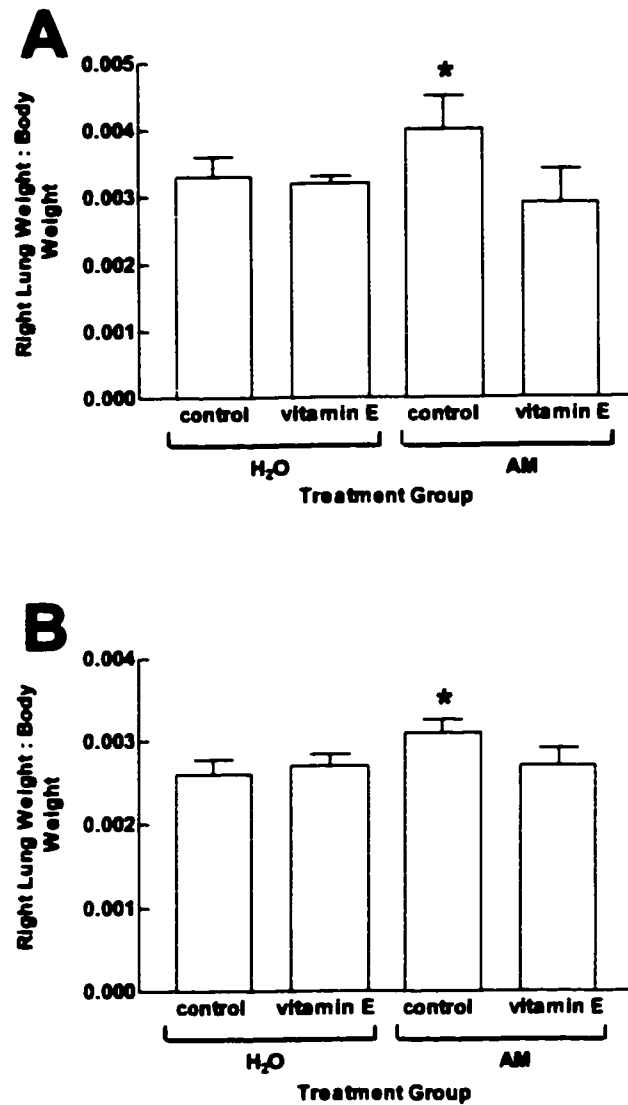 A
0.005
0.004
0.003
0.002
0.001
0.000
Right Lung Weight : Body
Weight
*
control vitamin E control vitamin E
H₂O AM
Treatment Group
B
0.004
0.003
0.002
0.001
0.000
Right Lung Weight : Body
Weight
*
control vitamin E control vitamin E
H₂O AM
Treatment Group